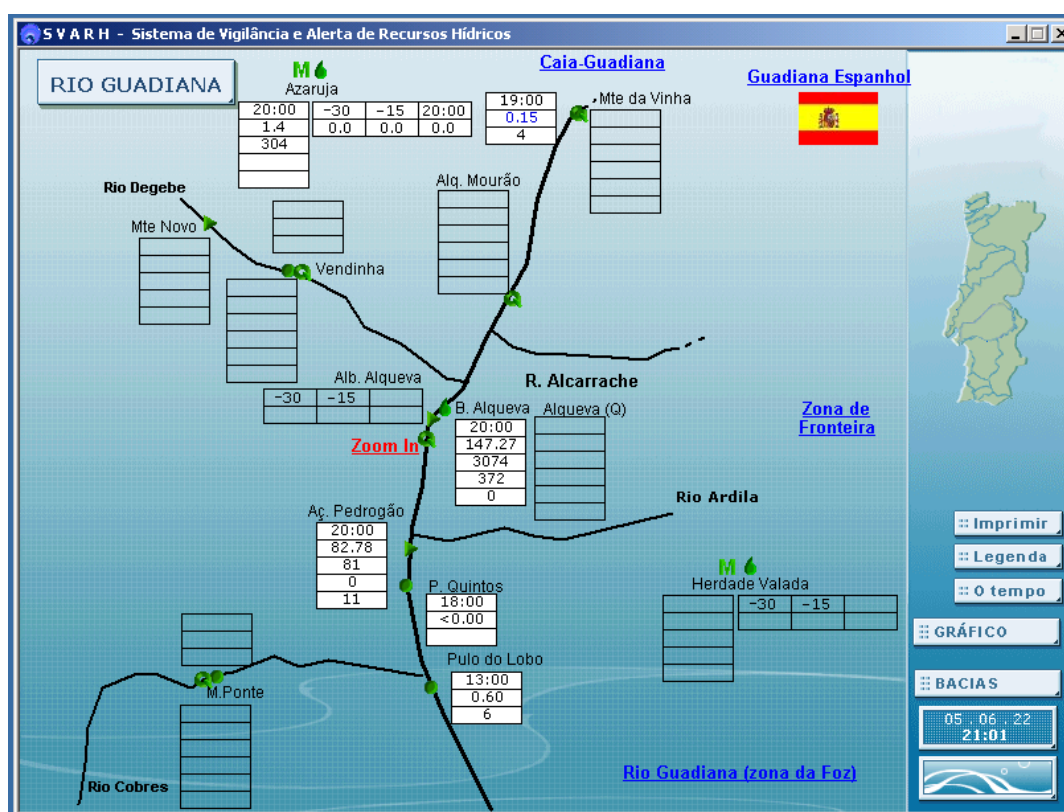 SVARH - Sistema de Vigilância e Alerta de Recursos Hídricos
RIO GUADIANA
M
Azaruja
20:00
1.4
304
-30 -15 20:00
0.0 0.0 0.0
Caia-Guadiana
19:00
0.15
4
Mte da Vinha
Guadiana Espanhol
Alq. Mourão
Rio Degebe
Mte Novo
Vendinha
Alb. Alqueva
-30 -15
R. Alcarrache
B. Alqueva
20:00
147.27
3074
372
0
Alqueva (Q)
Zoom In
Zona de
Fronteira
Rio Ardila
Aç. Pedrogão
20:00
82.78
81
0
11
P. Quintos
18:00
<0.00
M
Herdade Valada
-30 -15
Pulo do Lobo
13:00
0.60
6
M.Ponte
Rio Cobres
Rio Guadiana (zona da Foz)
Imprimir
Legenda
O tempo
GRÁFICO
BACIAS
05 . 06 . 22
21:01